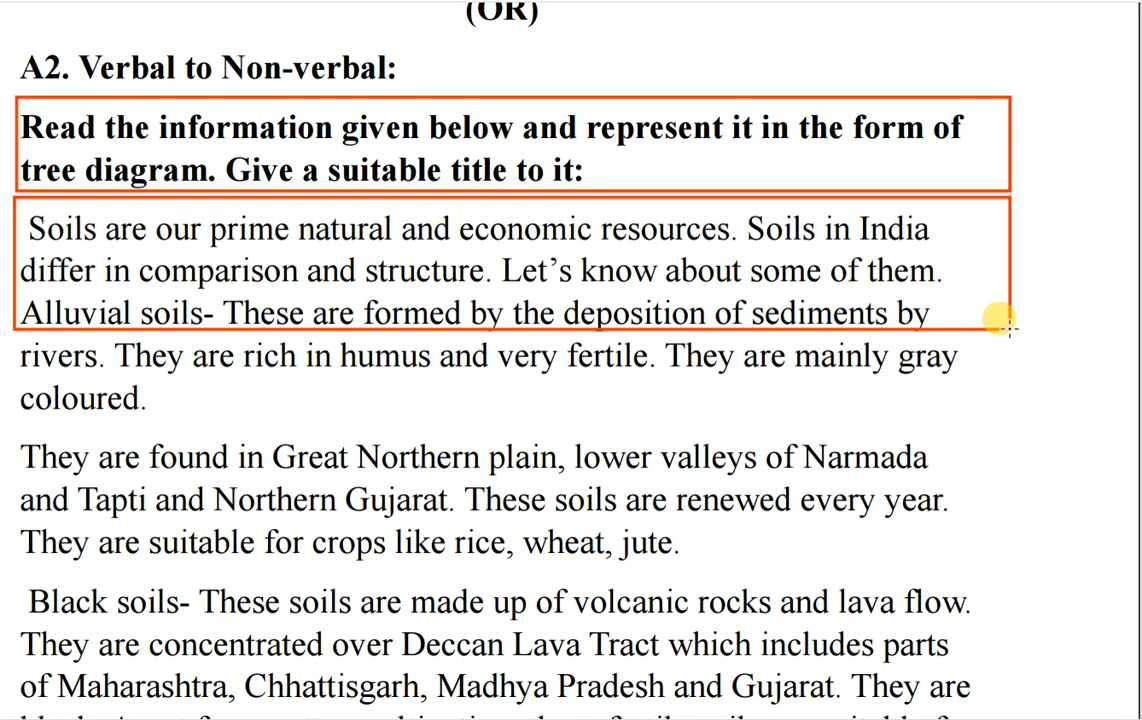 (OR)
A2. Verbal to Non-verbal:
Read the information given below and represent it in the form of
tree diagram. Give a suitable title to it:
Soils are our prime natural and economic resources. Soils in India
differ in comparison and structure. Let’s know about some of them.
Alluvial soils- These are formed by the deposition of sediments by
rivers. They are rich in humus and very fertile. They are mainly gray
coloured.
They are found in Great Northern plain, lower valleys of Narmada
and Tapti and Northern Gujarat. These soils are renewed every year.
They are suitable for crops like rice, wheat, jute.
Black soils- These soils are made up of volcanic rocks and lava flow.
They are concentrated over Deccan Lava Tract which includes parts
of Maharashtra, Chhattisgarh, Madhya Pradesh and Gujarat. They are